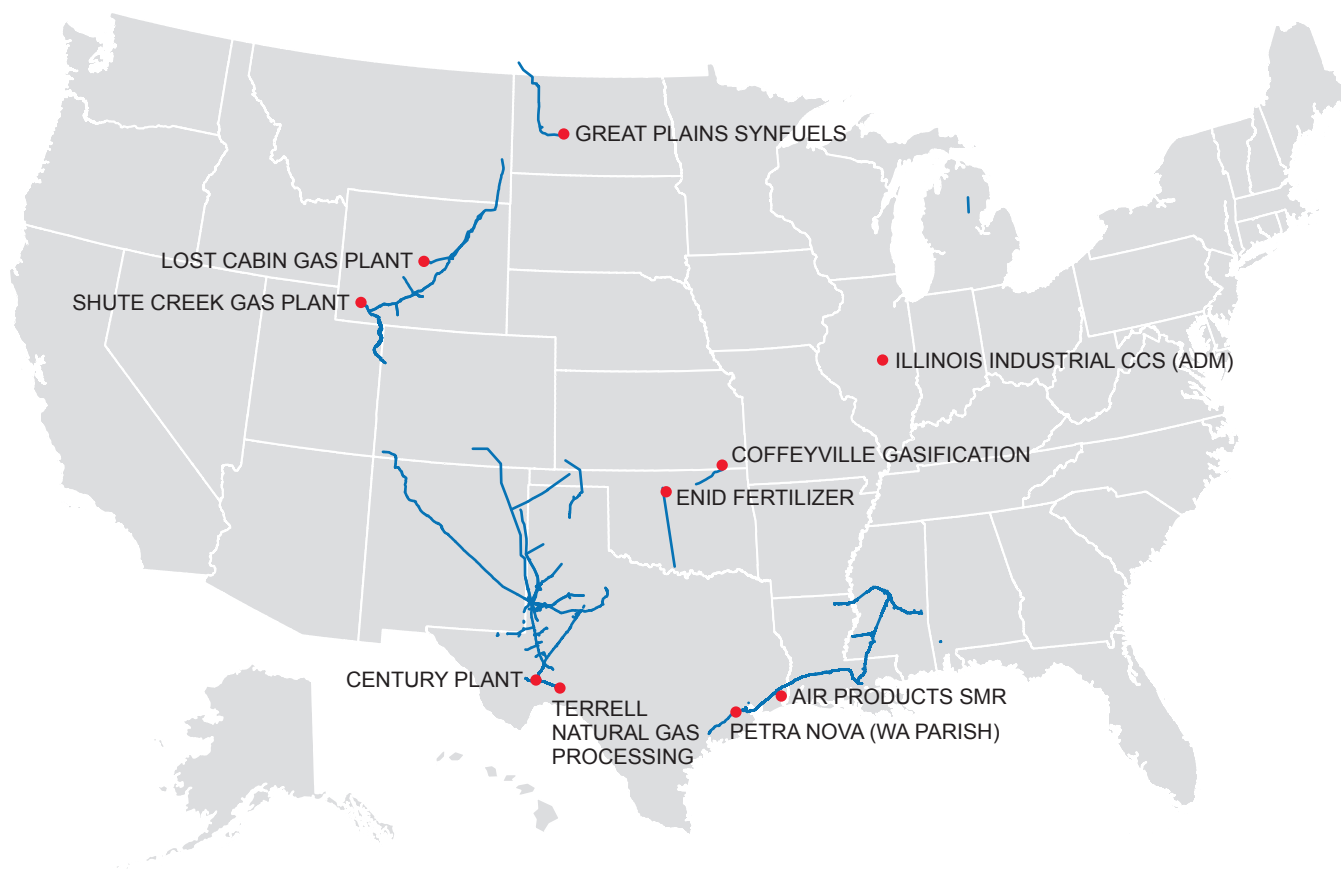 GREAT PLAINS SYNFUELS
LOST CABIN GAS PLANT
SHUTE CREEK GAS PLANT
ILLINOIS INDUSTRIAL CCS (ADM)
COFFEYVILLE GASIFICATION
ENID FERTILIZER
CENTURY PLANT
TERRELL
NATURAL GAS
PROCESSING
AIR PRODUCTS SMR
PETRA NOVA (WA PARISH)